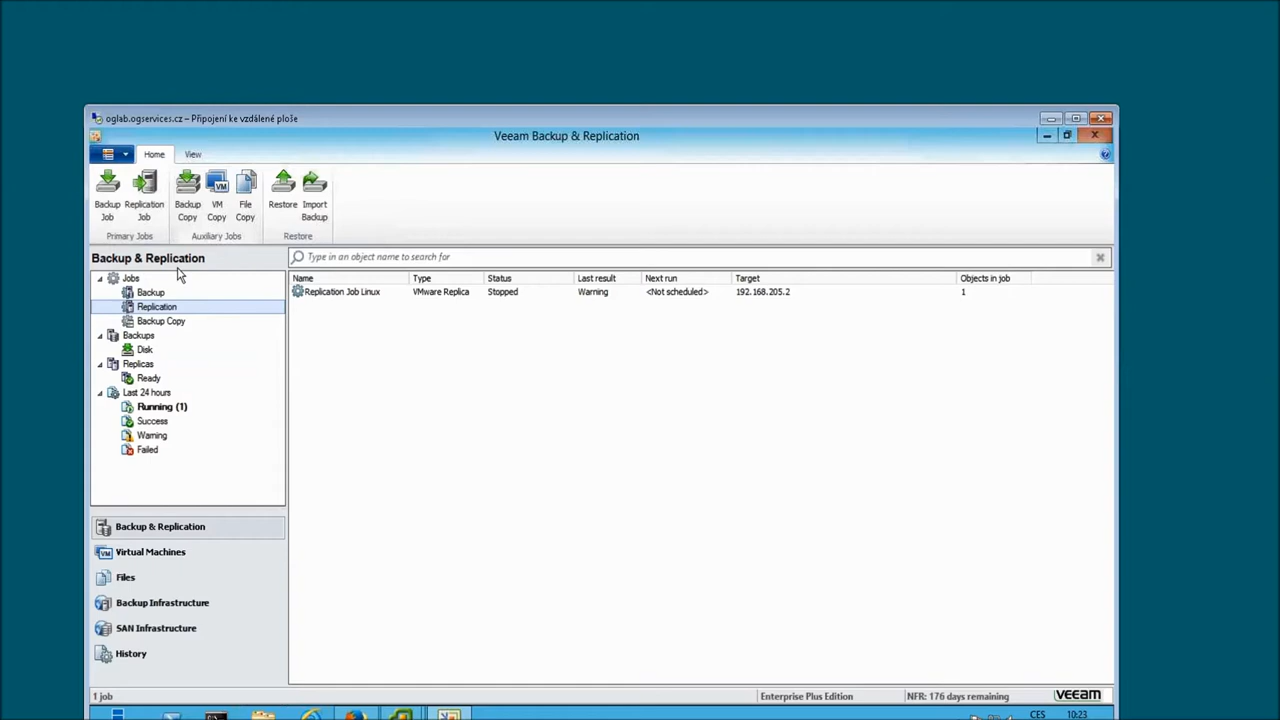 oglab.ogservices.cz – Připojení ke vzdálené ploše
Veeam Backup & Replication
Home View
Backup Job
Replication Job
Backup Copy
VM Copy
File Copy
Restore
Import Backup
Primary Jobs Auxiliary Jobs Restore
Backup & Replication
Type in an object name to search for
Jobs
Backup
Replication
Backup Copy
Backups
Disk
Replicas
Ready
Last 24 hours
Running (1)
Success
Warning
Failed
Name Type Status Last result Next run Target Objects in job
Replication Job Linux VMware Replica Stopped Warning <Not scheduled> 192.168.205.2 1
Backup & Replication
VM Virtual Machines
Files
Backup Infrastructure
SAN Infrastructure
History
1 job Enterprise Plus Edition NFR: 176 days remaining veeam
CES 10:23